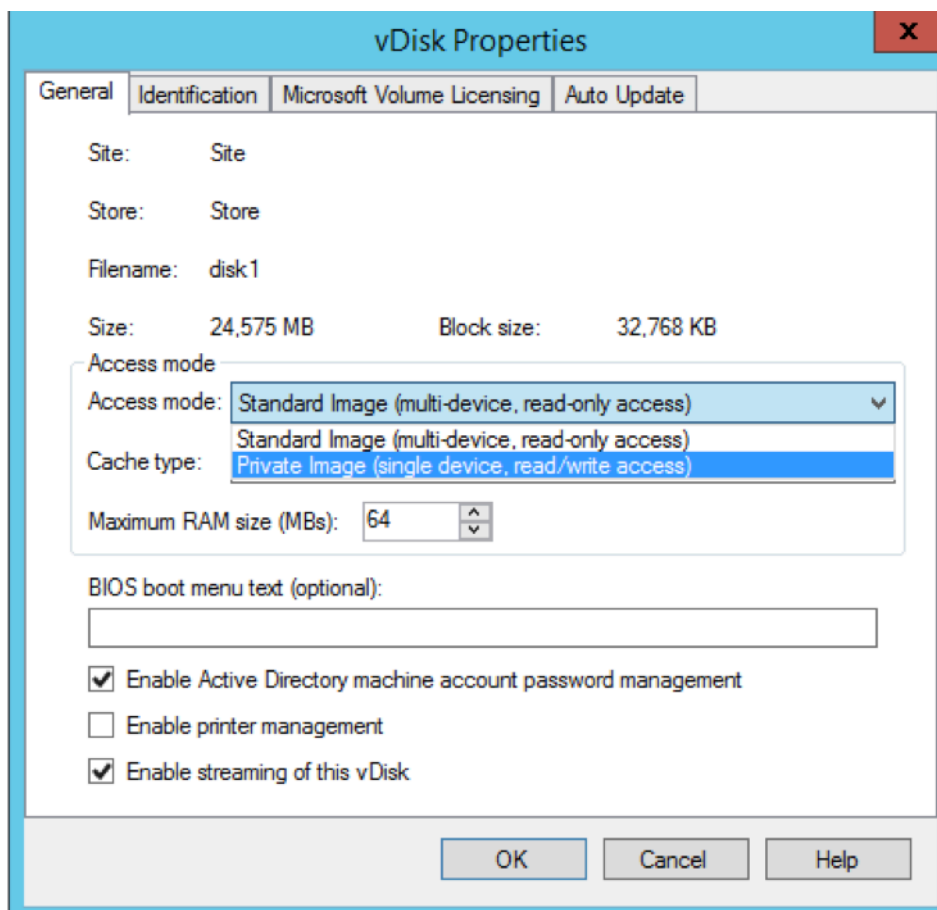 vDisk Properties
x
General Identification Microsoft Volume Licensing Auto Update
Site: Site
Store: Store
Filename: disk1
Size: 24,575 MB Block size: 32,768 KB
Access mode
Access mode: Standard Image (multi-device, read-only access)
Standard Image (multi-device, read-only access)
Cache type: Private Image (single device, read/write access)
Maximum RAM size (MBs): 64
BIOS boot menu text (optional):
Enable Active Directory machine account password management
Enable printer management
Enable streaming of this vDisk
OK Cancel Help